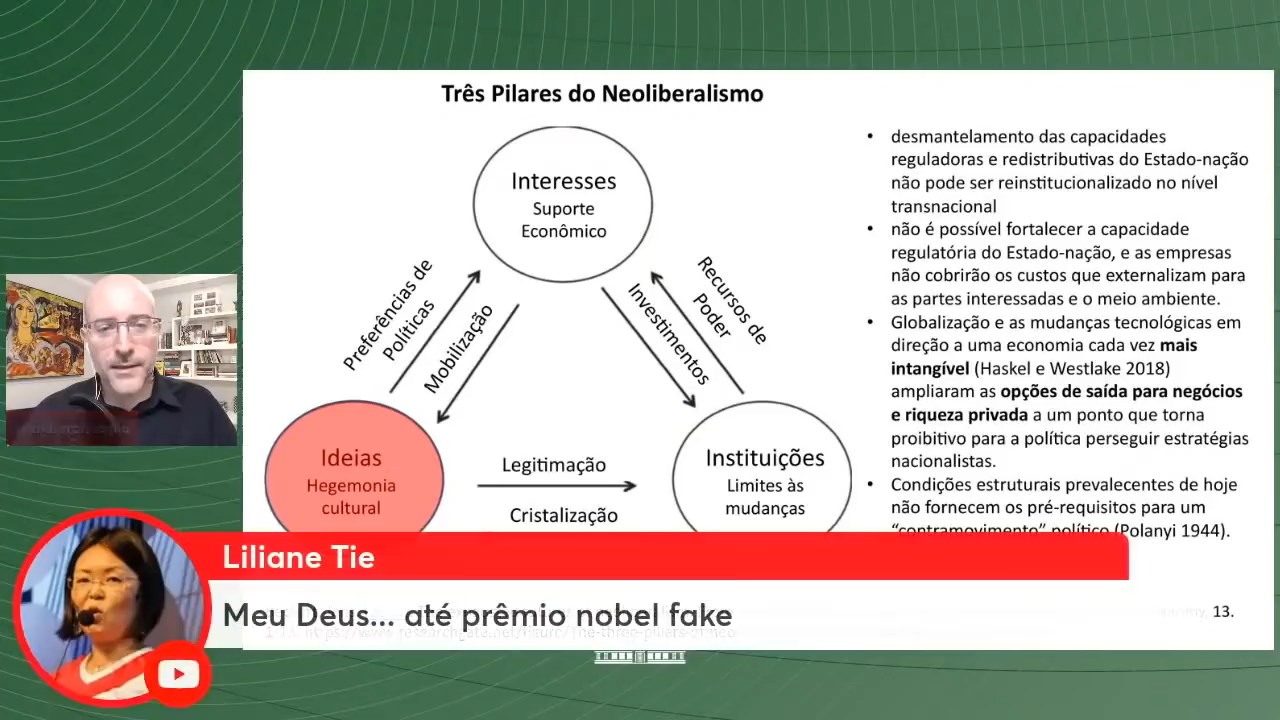 Três Pilares do Neoliberalismo
Interesses
Suporte
Econômico
Preferências de
Políticas
Mobilização
Investimentos
Recursos de
Poder
Ideias
Hegemonia
cultural
Legitimação
Cristalização
Instituições
Limites às
mudanças
• desmantelamento das capacidades
reguladoras e redistributivas do Estado-nação
não pode ser reinstitucionalizado no nível
transnacional
• não é possível fortalecer a capacidade
regulatória do Estado-nação, e as empresas
não cobrirão os custos que externalizam para
as partes interessadas e o meio ambiente.
• Globalização e as mudanças tecnológicas em
direção a uma economia cada vez mais
intangível (Haskel e Westlake 2018)
ampliaram as opções de saída para negócios
e riqueza privada a um ponto que torna
proibitivo para a política perseguir estratégias
nacionalistas.
• Condições estruturais prevalecentes de hoje
não fornecem os pré-requisitos para um
“contramovimento” político (Polanyi 1944).
Liliane Tie
Meu Deus... até prêmio nobel fake
13.